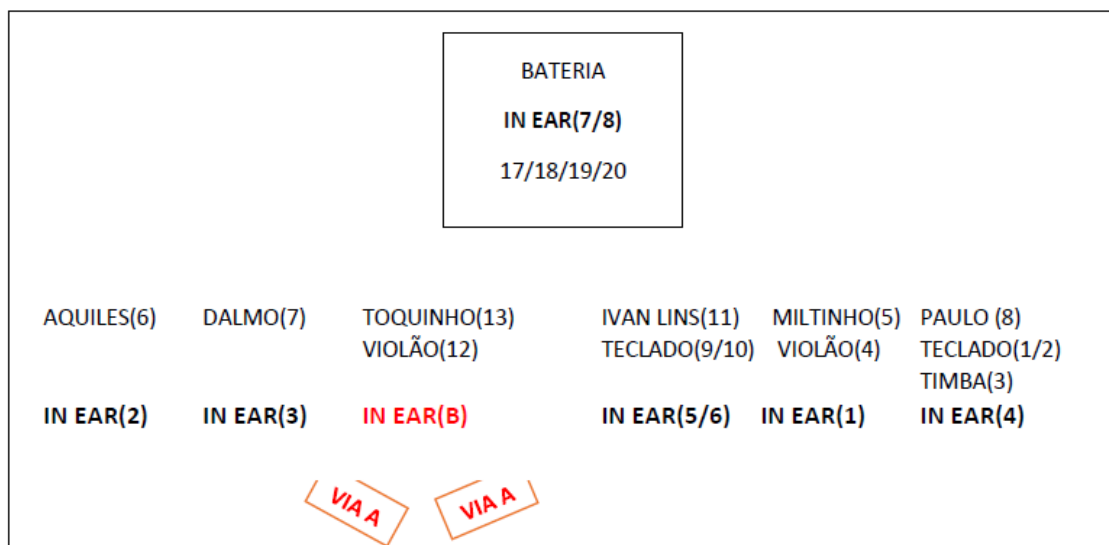 BATERIA
IN EAR(7/8)
17/18/19/20
AQUILES(6) DALMO(7) TOQUINHO(13) IVAN LINS(11) MILTINHO(5) PAULO (8)
VIOLÃO(12) TECLADO(9/10) VIOLÃO(4) TECLADO(1/2)
TIMBA(3)
IN EAR(2) IN EAR(3) IN EAR(B) IN EAR(5/6) IN EAR(1) IN EAR(4)
VIA A VIA A